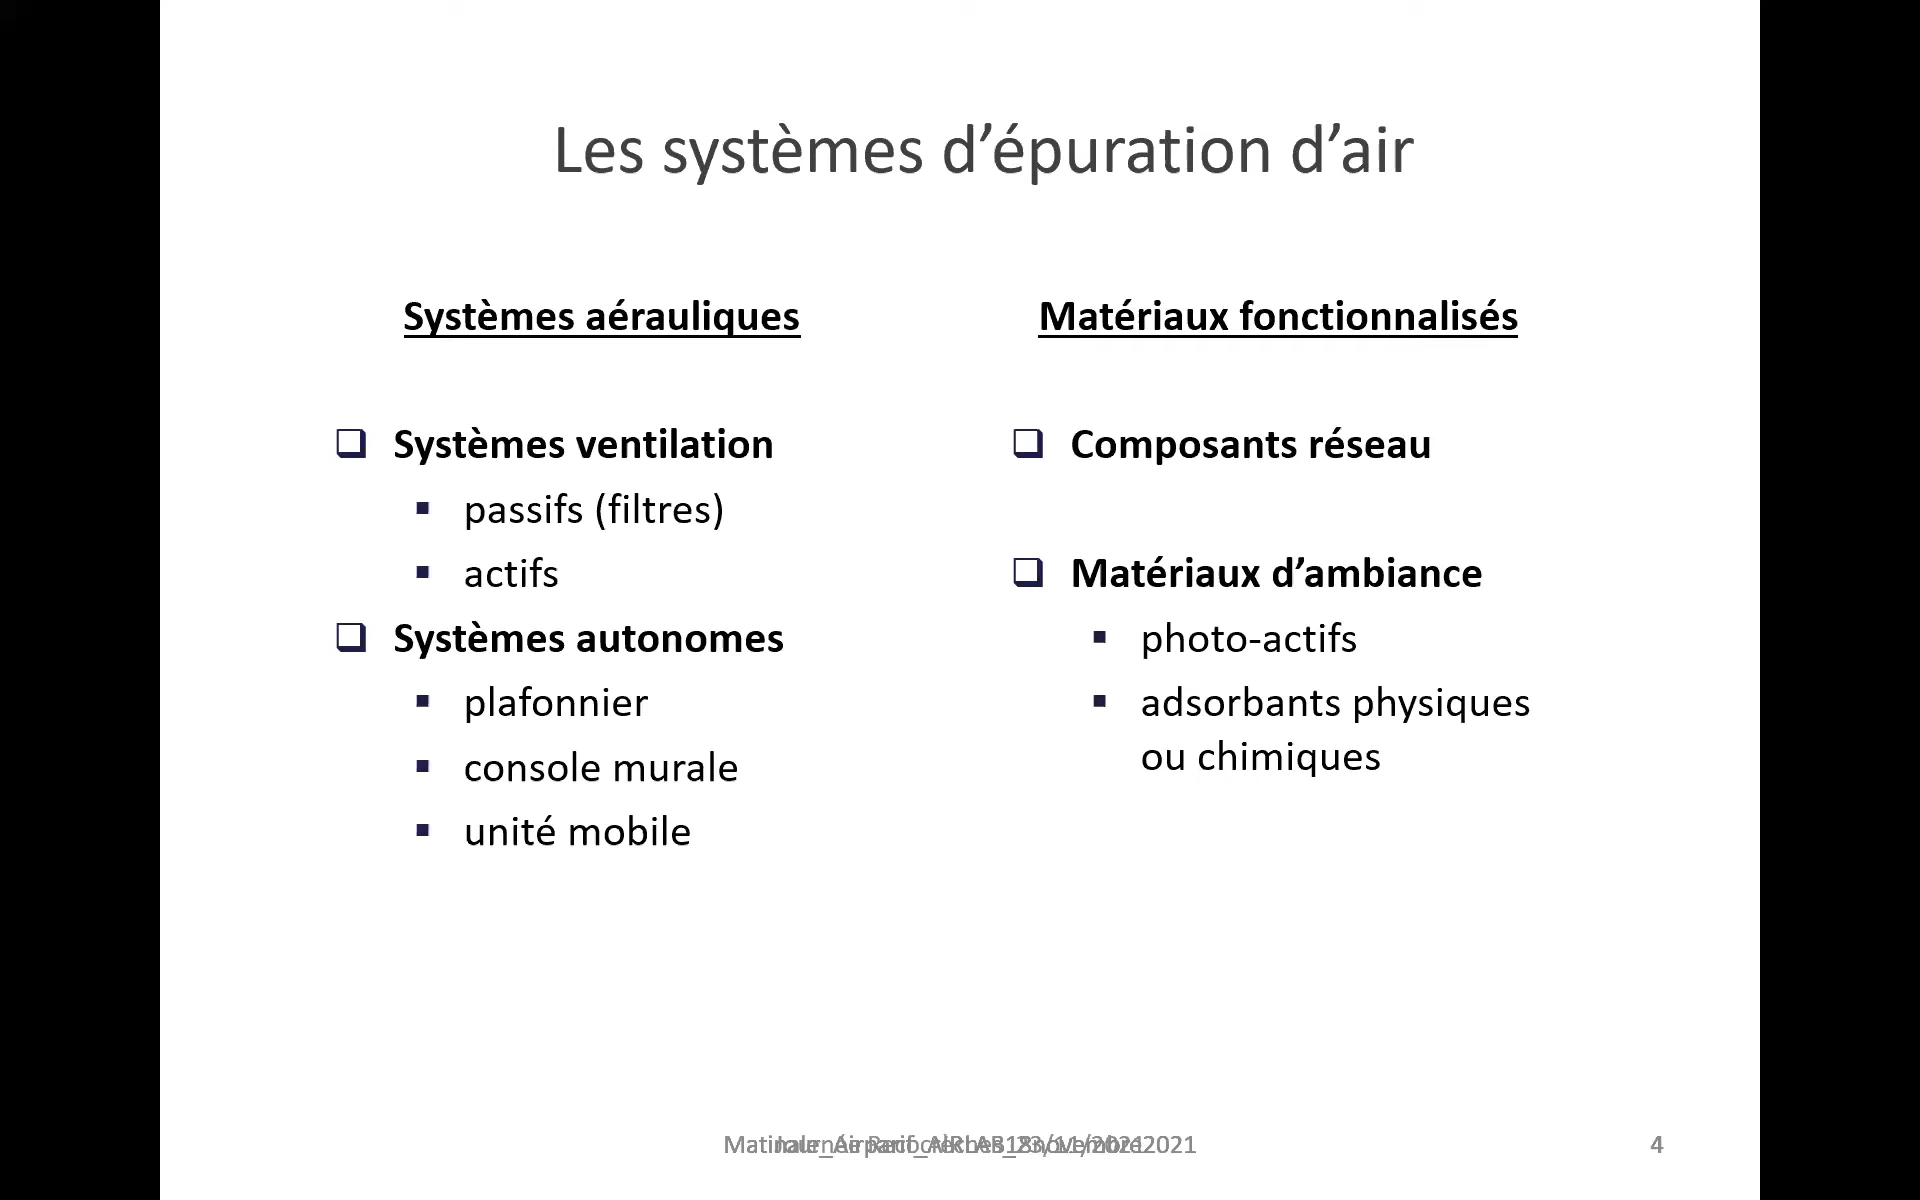 Les systèmes d’épuration d’air
Systèmes aérauliques
Systèmes ventilation
passifs (filtres)
actifs
Systèmes autonomes
plafonnier
console murale
unité mobile
Matériaux fonctionnalisés
Composants réseau
Matériaux d’ambiance
photo-actifs
adsorbants physiques
ou chimiques
4